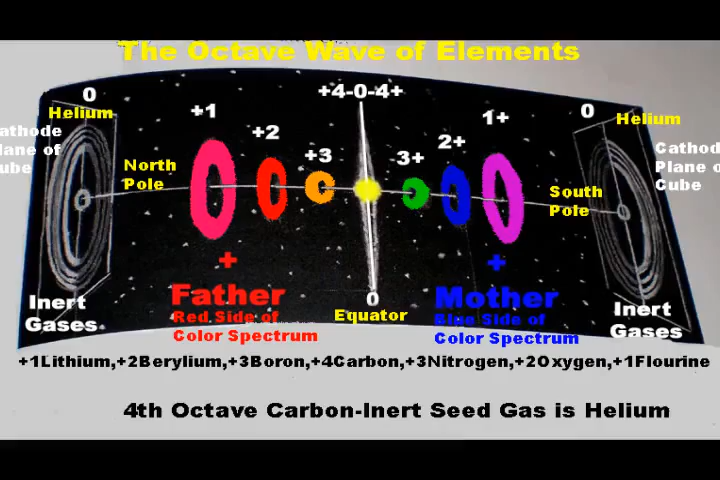 The Octave Wave of Elements
0
Helium
athode
lane of
ube
North
Pole
+1
+2
+3
+4-0-4+
3+
2+
1+
0
Helium
Cathod
Plane o
Cube
South
Pole
+
Father
Red Side of
Color Spectrum
0
Equator
+
Mother
Blue Side of
Color Spectrum
Inert
Gases
Inert
Gases
+1Lithium,+2Berylium,+3Boron,+4Carbon,+3Nitrogen,+2Oxygen,+1Flourine
4th Octave Carbon-Inert Seed Gas is Helium